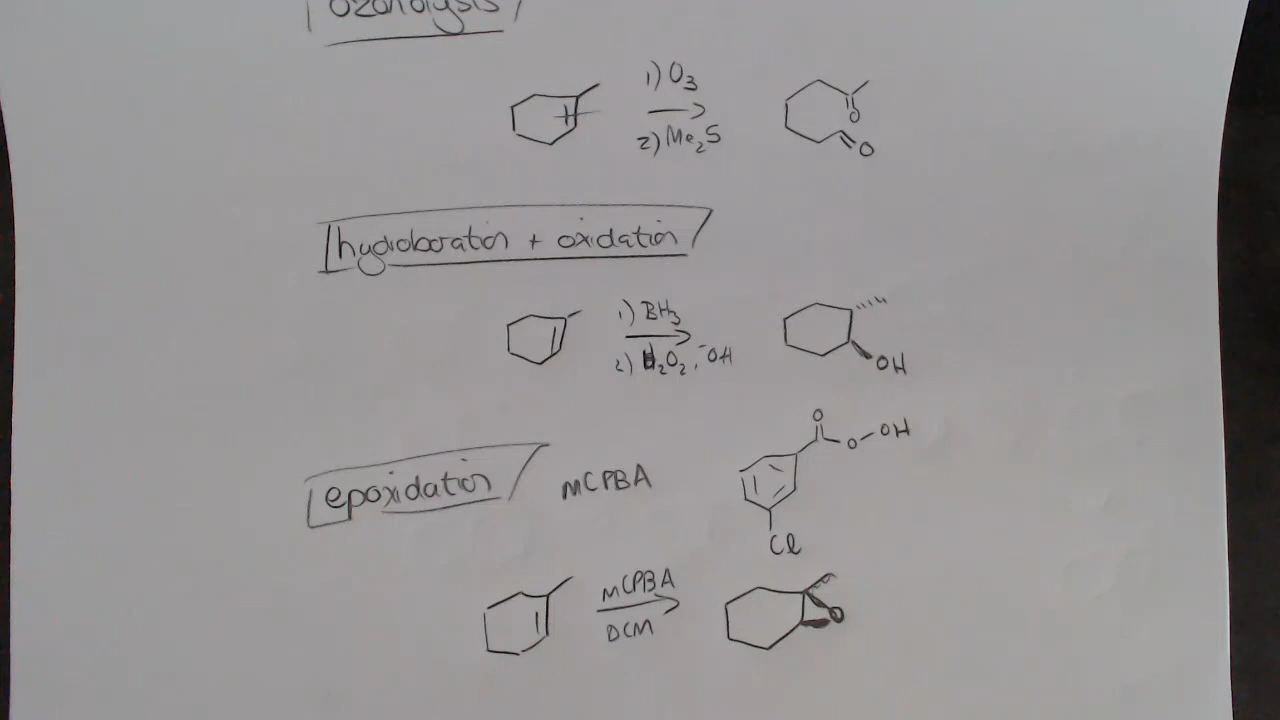 ozonolysis
1) O₃
2) Me₂S
O
O
hydroboration + oxidation
1) BH₃
2) H₂O₂, ⁻OH
OH
O
O-OH
epoxidation mCPBA
Cl
mCPBA
DCM
O